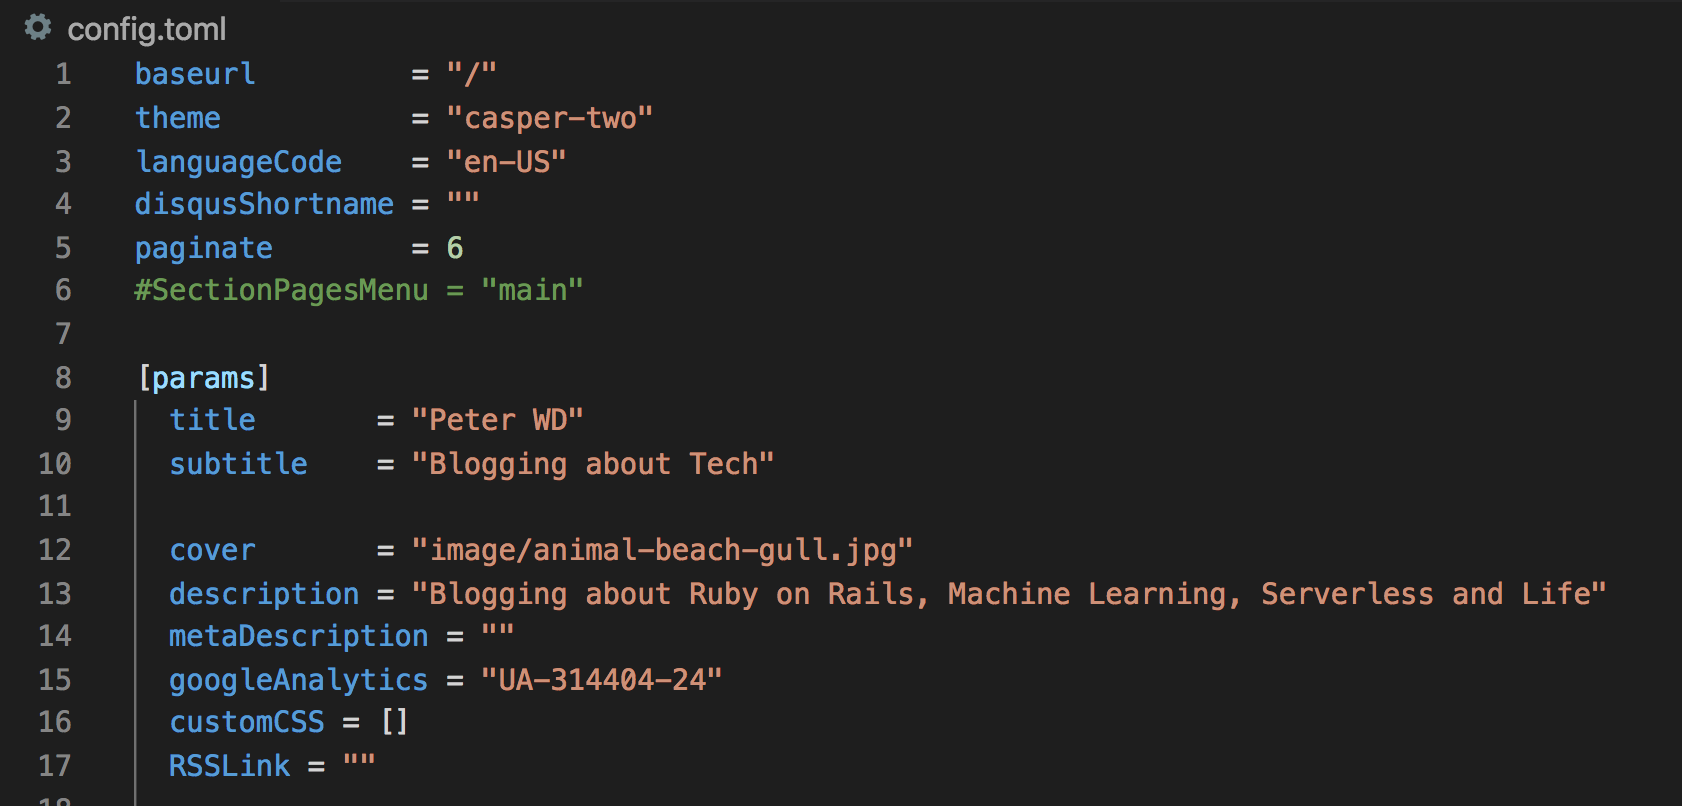 config.toml
1 baseurl = "/"
2 theme = "casper-two"
3 languageCode = "en-US"
4 disqusShortname = ""
5 paginate = 6
6 #SectionPagesMenu = "main"
7
8 [params]
9 title = "Peter WD"
10 subtitle = "Blogging about Tech"
11
12 cover = "image/animal-beach-gull.jpg"
13 description = "Blogging about Ruby on Rails, Machine Learning, Serverless and Life"
14 metaDescription = ""
15 googleAnalytics = "UA-314404-24"
16 customCSS = []
17 RSSLink = ""
18